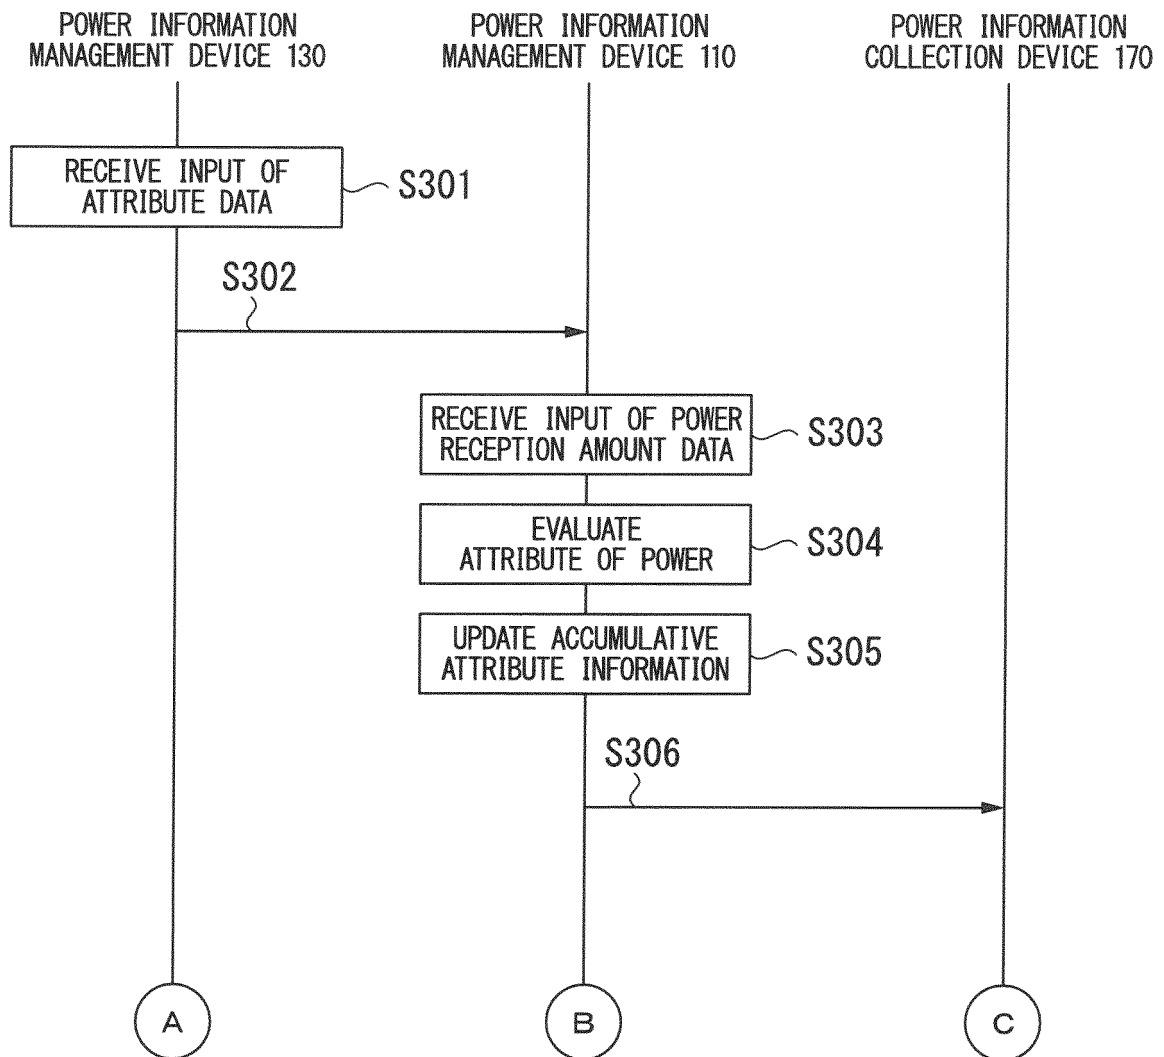 POWER INFORMATION
MANAGEMENT DEVICE 130
POWER INFORMATION
MANAGEMENT DEVICE 110
POWER INFORMATION
COLLECTION DEVICE 170
RECEIVE INPUT OF
ATTRIBUTE DATA
S301
S302
RECEIVE INPUT OF POWER
RECEPTION AMOUNT DATA
S303
EVALUATE
ATTRIBUTE OF POWER
S304
UPDATE ACCUMULATIVE
ATTRIBUTE INFORMATION
S305
S306
A
B
C